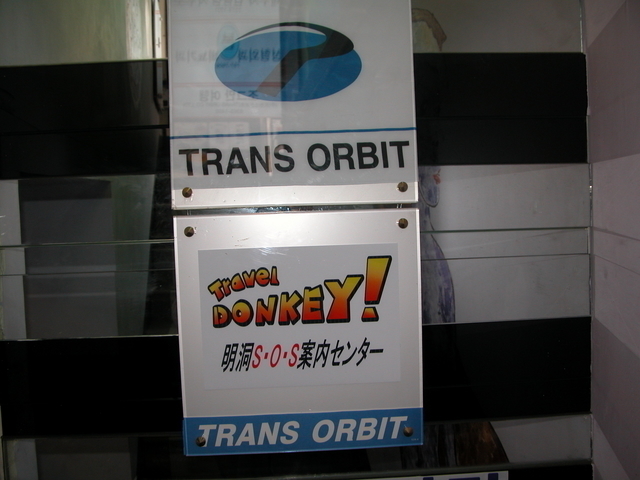 TRANS ORBIT
Travel
DONKEY!
明洞S·O·S案内センター
TRANS ORBIT